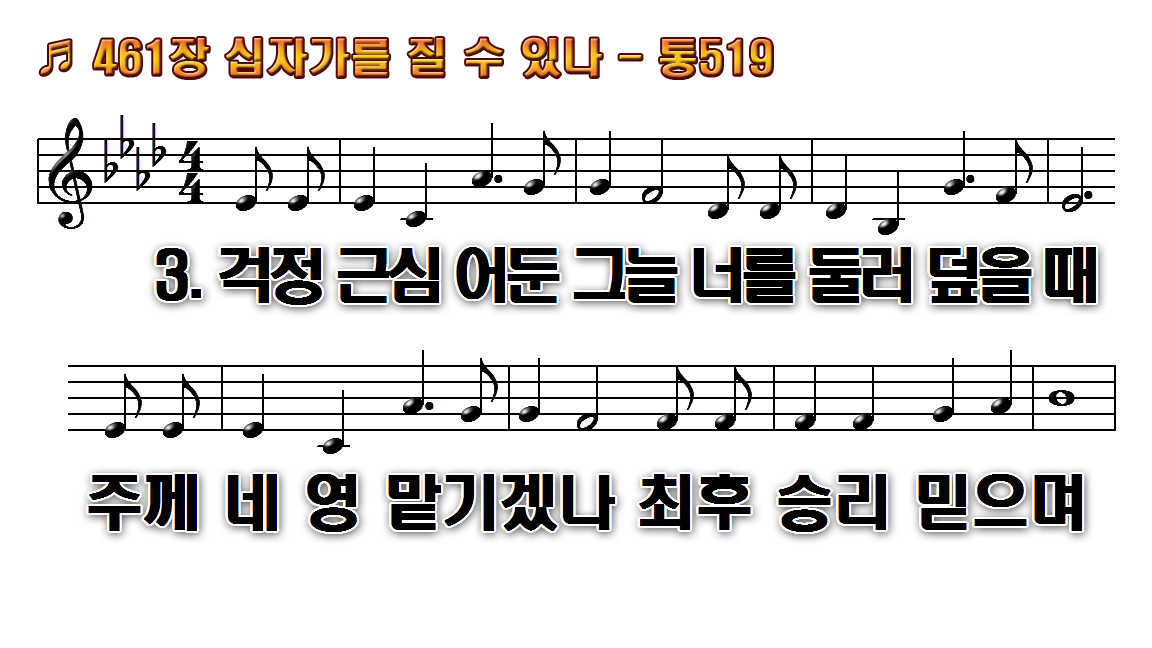 ♬ 461장 십자가를 질 수 있나 - 통519
4
4
3. 걱정 근심 어둔 그늘 너를 둘러 덮을 때
주께 네 영 맡기겠나 최후 승리 믿으며